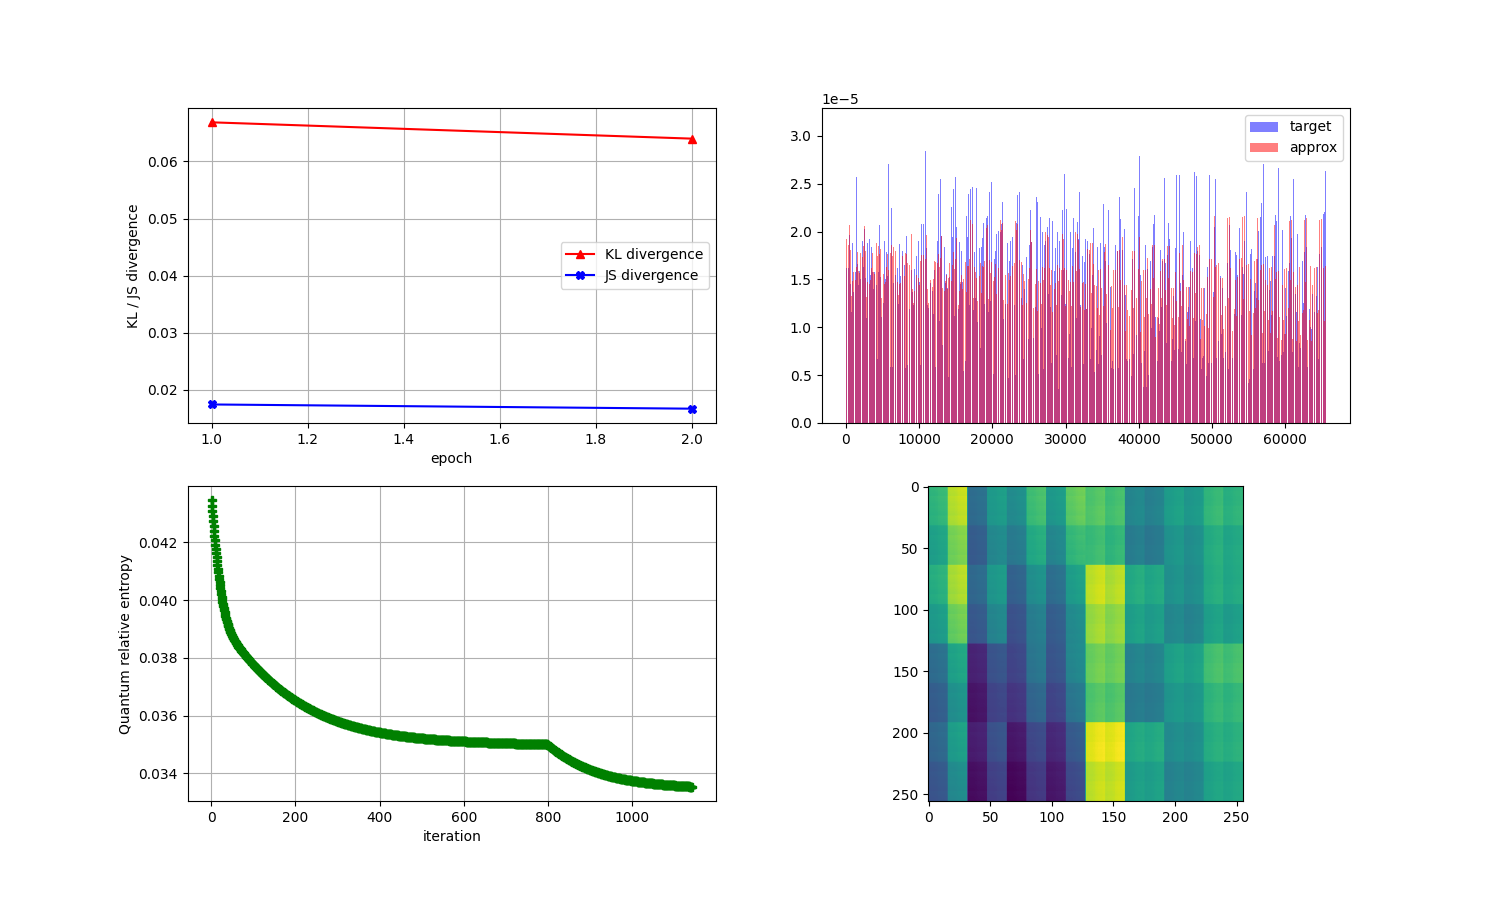 0.06
0.05
0.04
0.03
0.02
KL / JS divergence
KL divergence
JS divergence
1.0 1.2 1.4 1.6 1.8 2.0
epoch
1e−5
3.0
2.5
2.0
1.5
1.0
0.5
0.0
target
approx
0 10000 20000 30000 40000 50000 60000
0.042
0.040
0.038
0.036
0.034
Quantum relative entropy
0 200 400 600 800 1000
iteration
0
50
100
150
200
250
0 50 100 150 200 250